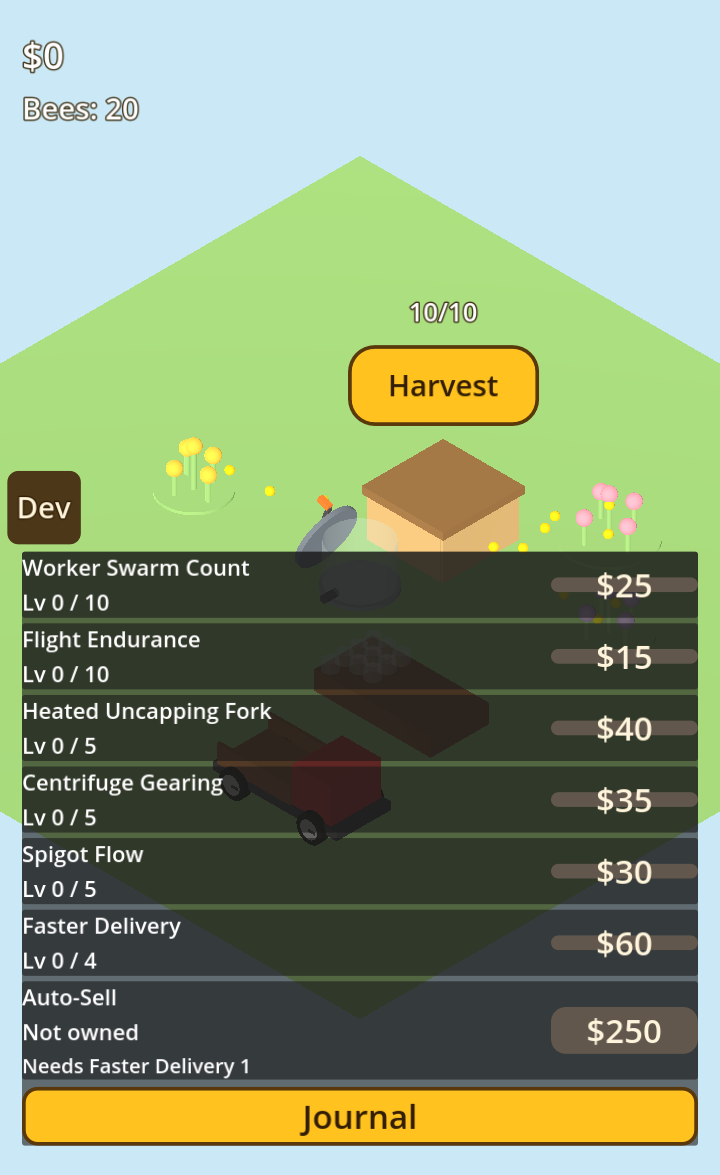 $0
Bees: 20
10/10
Harvest
Dev
Worker Swarm Count
Lv 0 / 10
$25
Flight Endurance
Lv 0 / 10
$15
Heated Uncapping Fork
Lv 0 / 5
$40
Centrifuge Gearing
Lv 0 / 5
$35
Spigot Flow
Lv 0 / 5
$30
Faster Delivery
Lv 0 / 4
$60
Auto-Sell
Not owned
Needs Faster Delivery 1
$250
Journal